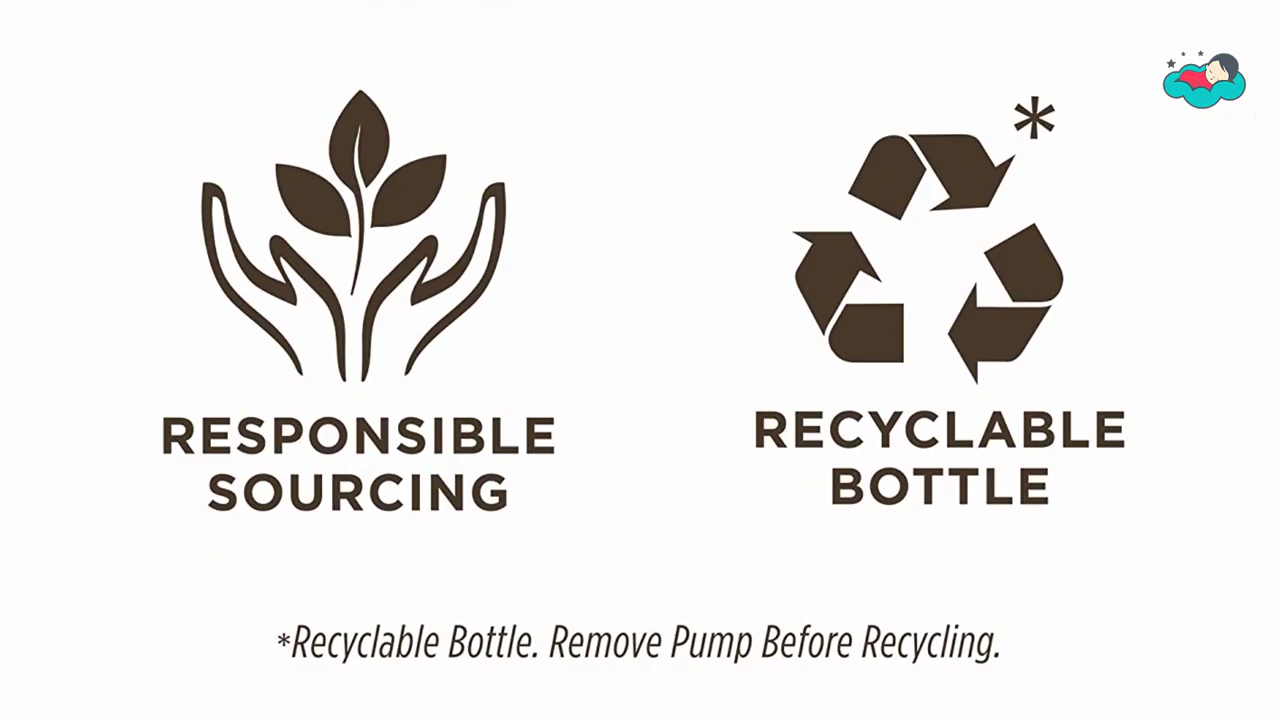 RESPONSIBLE
SOURCING
*
RECYCLABLE
BOTTLE
*Recyclable Bottle. Remove Pump Before Recycling.